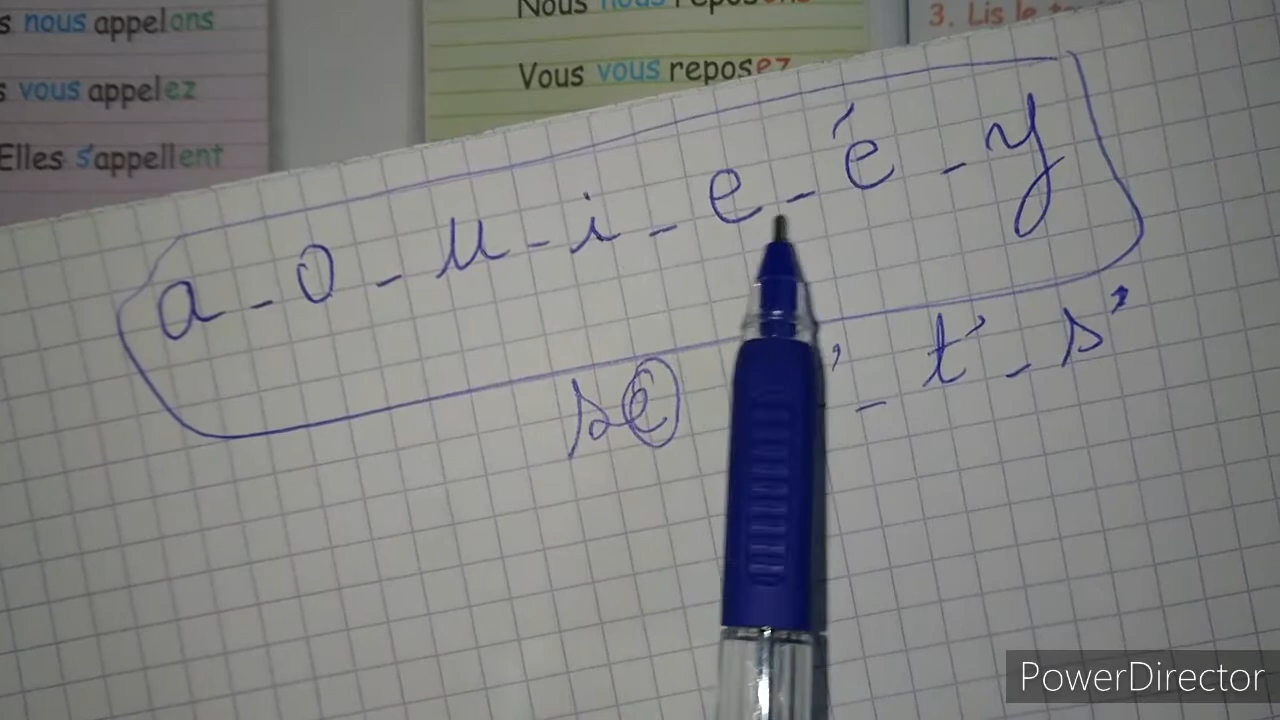 s nous appelons
s vous appelez
Elles s'appellent
Nous nous reposons
Vous vous reposez
3. Lis le
a - o - u - i - e - é - y
se ' - t' - s'
PowerDirector